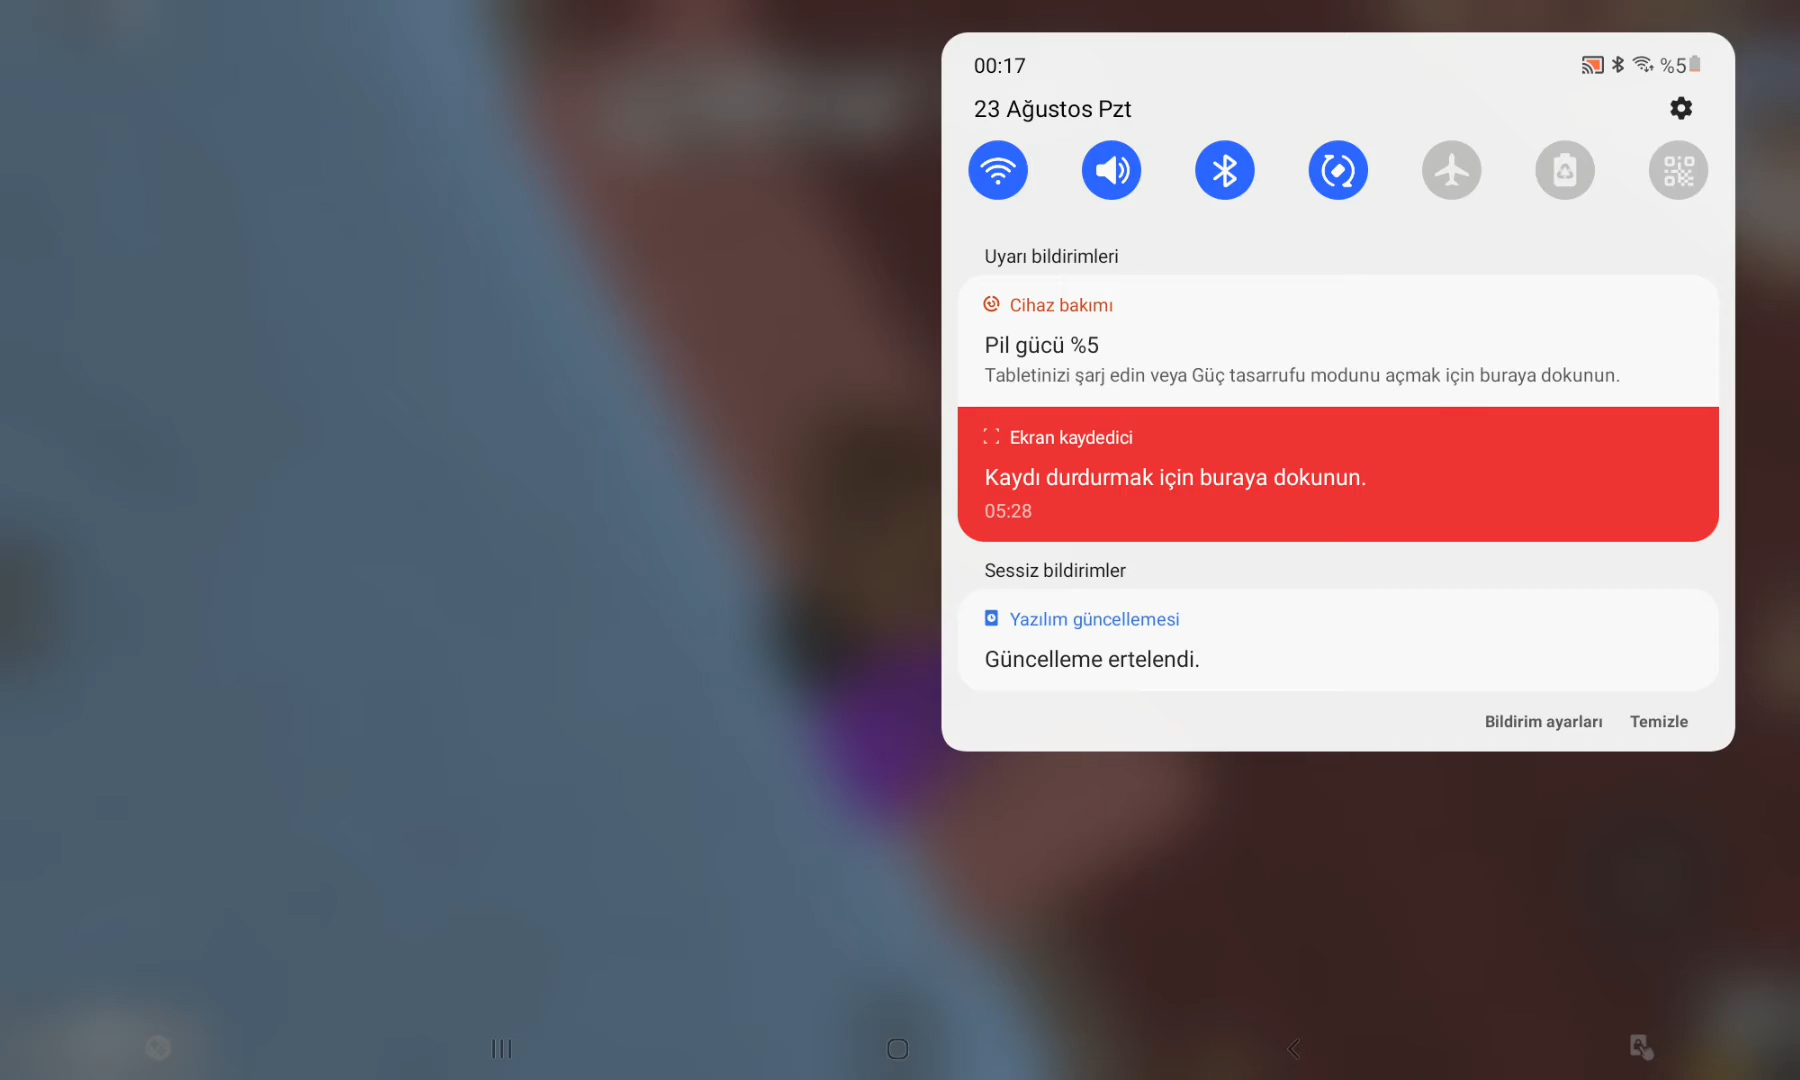 00:17
%5
23 Ağustos Pzt
Uyarı bildirimleri
Cihaz bakımı
Pil gücü %5
Tabletinizi şarj edin veya Güç tasarrufu modunu açmak için buraya dokunun.
Ekran kaydedici
Kaydı durdurmak için buraya dokunun.
05:28
Sessiz bildirimler
Yazılım güncellemesi
Güncelleme ertelendi.
Bildirim ayarları
Temizle